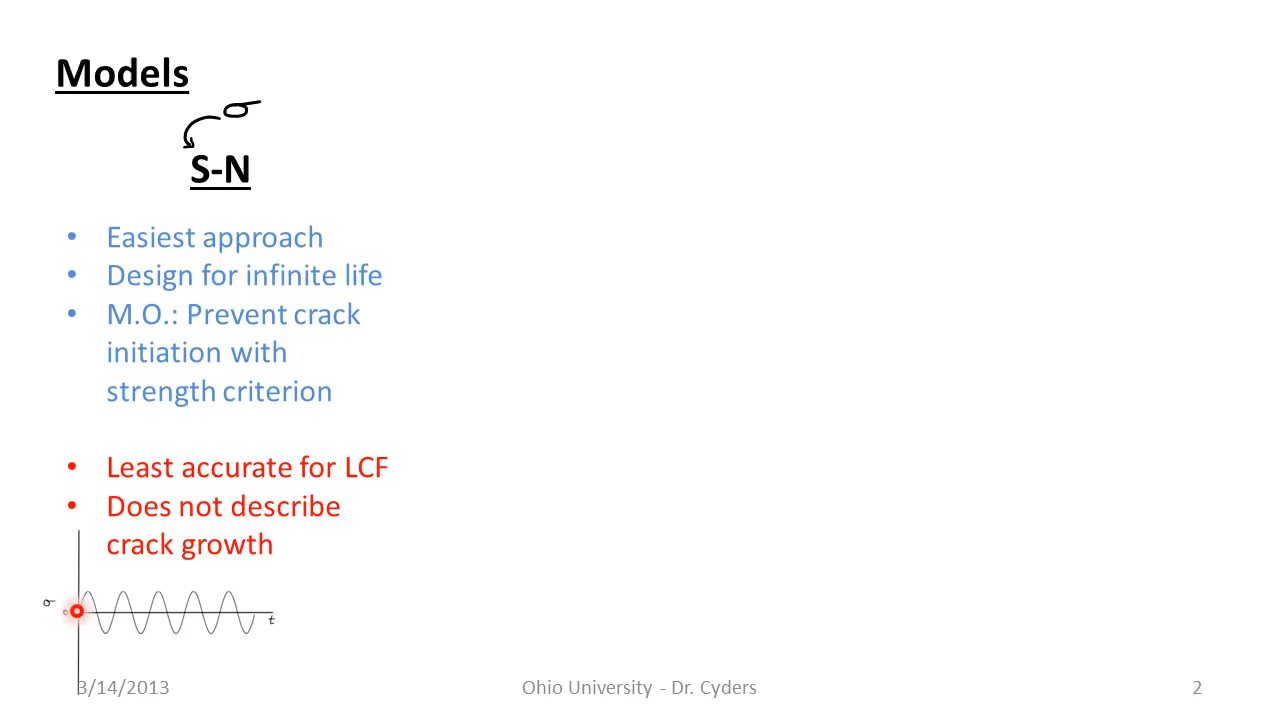 Models
σ
S-N
• Easiest approach
• Design for infinite life
• M.O.: Prevent crack
initiation with
strength criterion
• Least accurate for LCF
• Does not describe
crack growth
σ 0 t
3/14/2013 Ohio University - Dr. Cyders 2